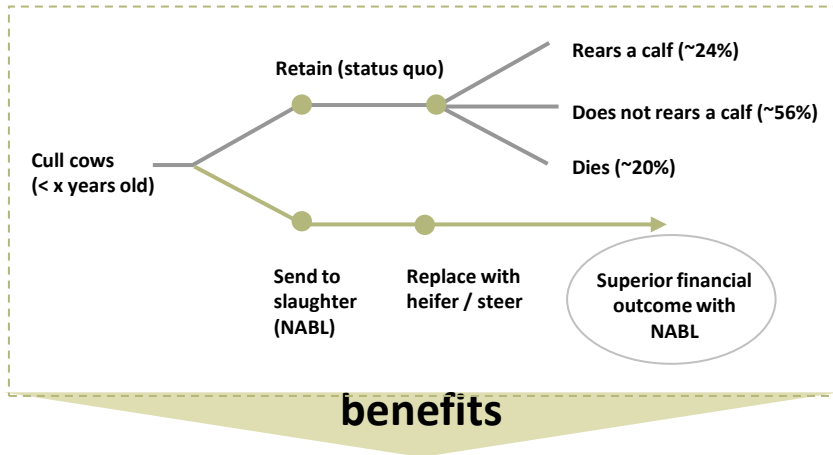 Retain (status quo)
Rears a calf (~24%)
Does not rears a calf (~56%)
Dies (~20%)
Cull cows
(< x years old)
Send to
slaughter
(NABL)
Replace with
heifer / steer
Superior financial
outcome with
NABL
benefits